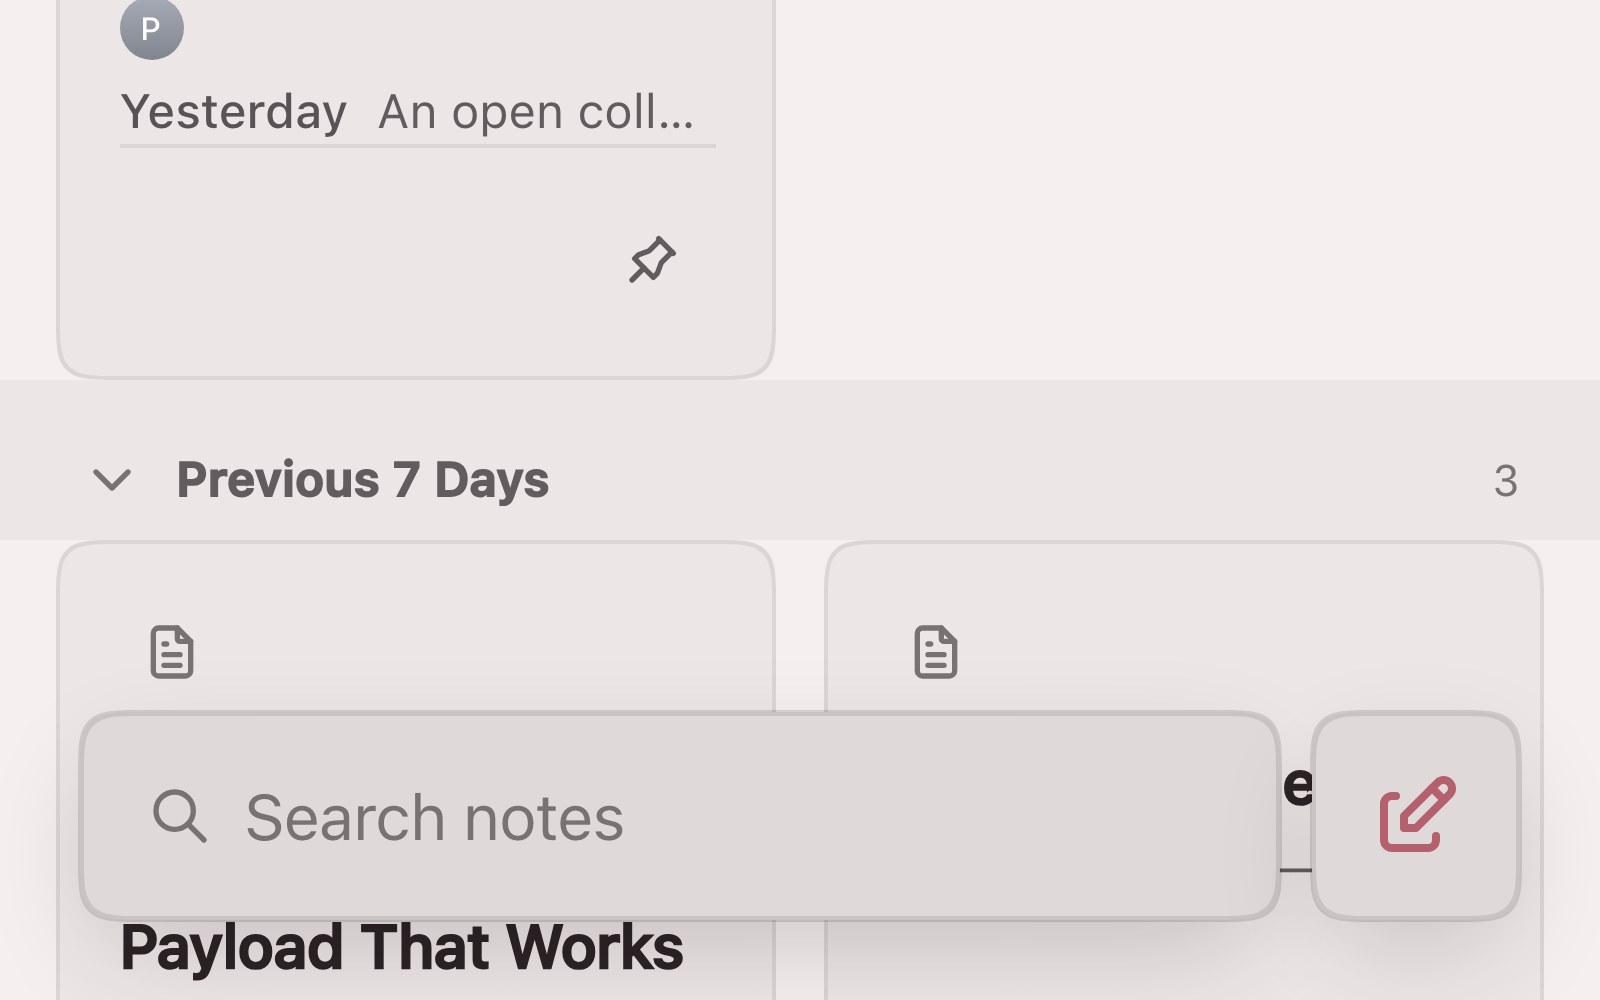 P
Yesterday An open coll...
Previous 7 Days 3
Search notes
Payload That Works